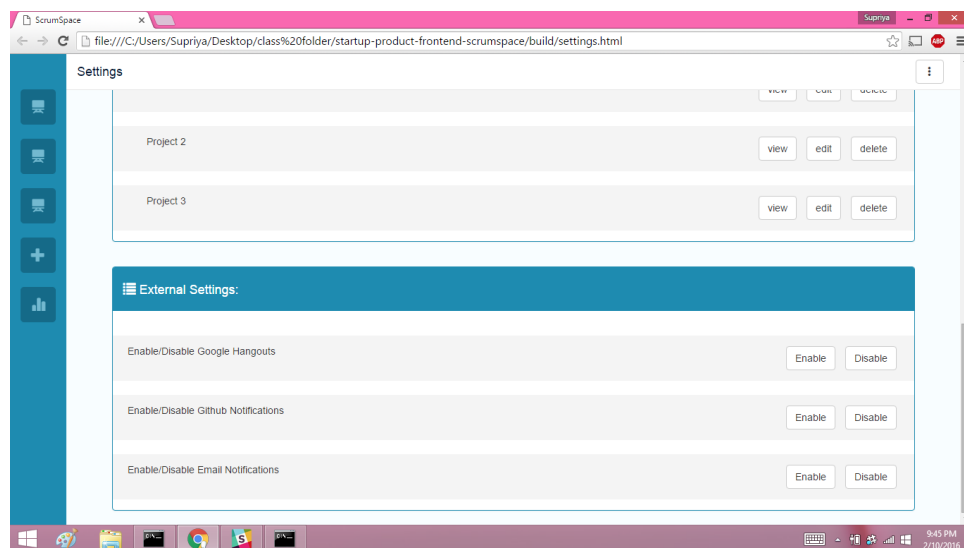 ScrumSpace
Supriya
file:///C:/Users/Supriya/Desktop/class%20folder/startup-product-frontend-scrumspace/build/settings.html
ABP
Settings
view edit delete
Project 2
view edit delete
Project 3
view edit delete
External Settings:
Enable/Disable Google Hangouts
Enable Disable
Enable/Disable Github Notifications
Enable Disable
Enable/Disable Email Notifications
Enable Disable
9:45 PM
2/10/2016